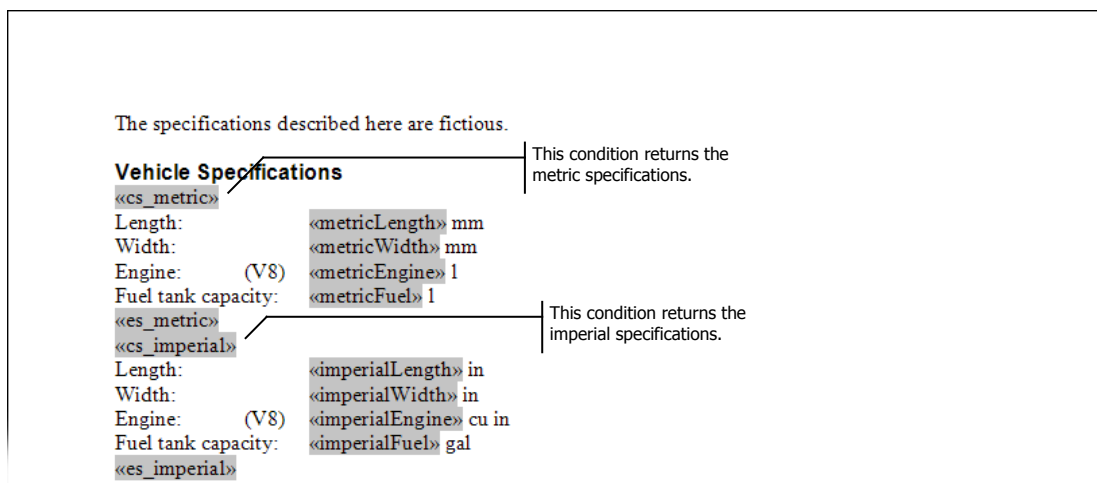 The specifications described here are fictious.
This condition returns the
metric specifications.
Vehicle Specifications
«cs_metric»
Length: «metricLength» mm
Width: «metricWidth» mm
Engine: (V8) «metricEngine» l
Fuel tank capacity: «metricFuel» l
This condition returns the
imperial specifications.
«es_metric»
«cs_imperial»
Length: «imperialLength» in
Width: «imperialWidth» in
Engine: (V8) «imperialEngine» cu in
Fuel tank capacity: «imperialFuel» gal
«es_imperial»